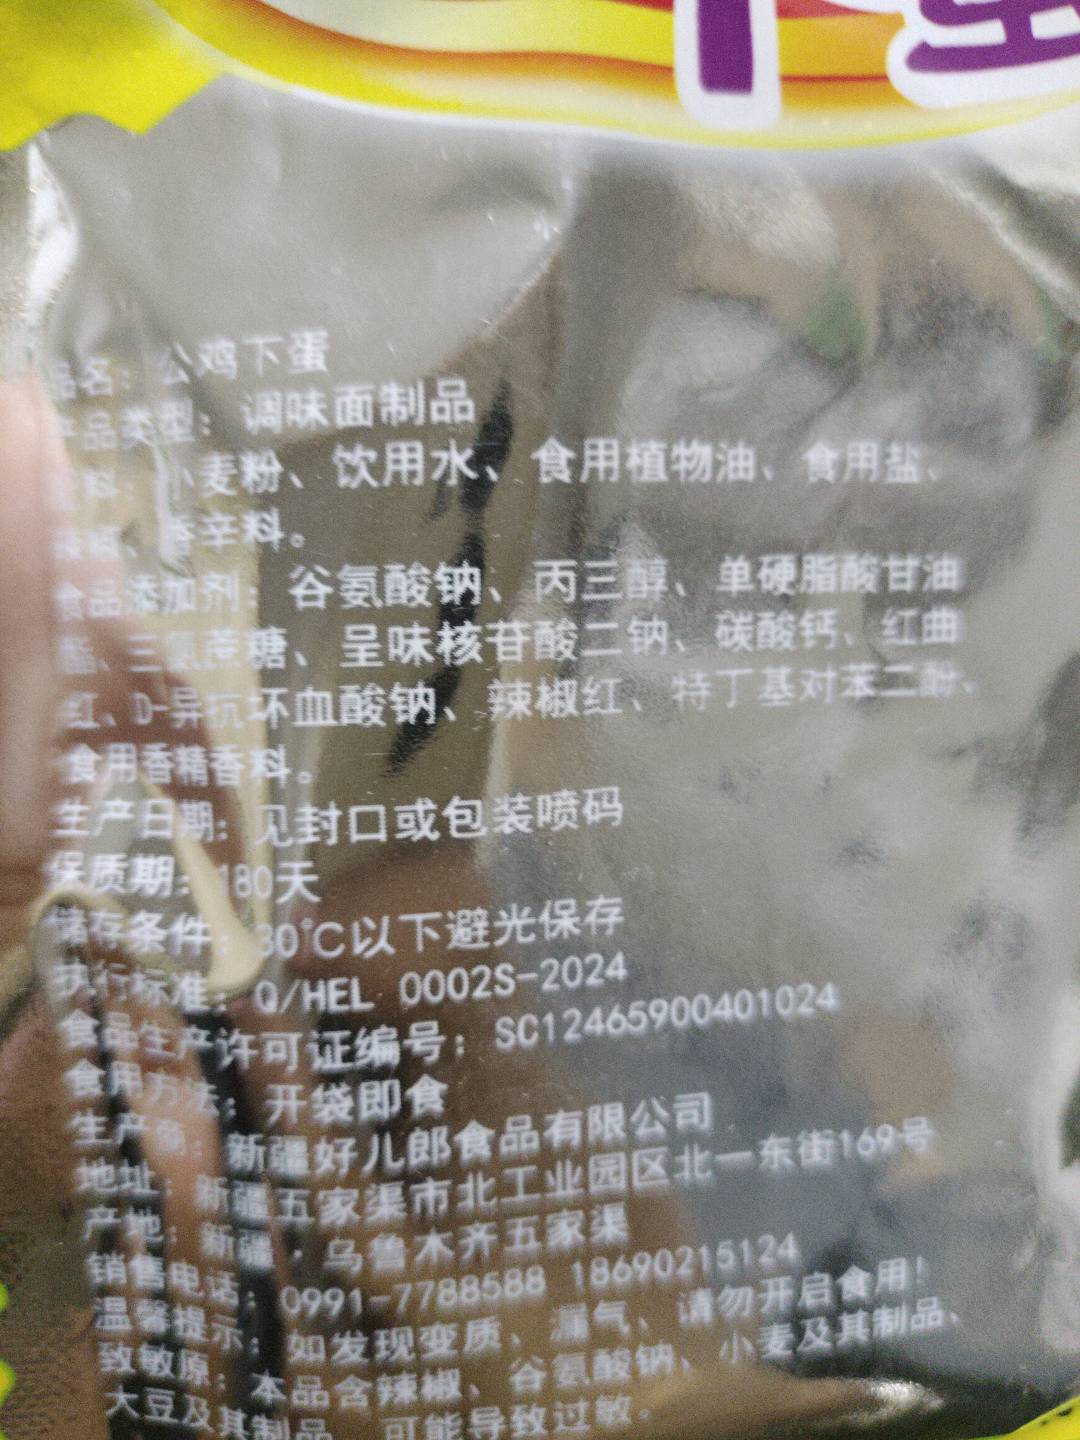 下蛋
品名：公鸡下蛋
产品类型：调味面制品
配料：小麦粉、饮用水、食用植物油、食用盐、
辣椒、香辛料。
食品添加剂：谷氨酸钠、丙三醇、单硬脂酸甘油
酯、三氯蔗糖、呈味核苷酸二钠、碳酸钙、红曲
红、D-异抗坏血酸钠、辣椒红、特丁基对苯二酚、
食用香精香料。
生产日期：见封口或包装喷码
保质期：180天
储存条件：30℃以下避光保存
执行标准：Q/HEL 0002S-2024
食品生产许可证编号：SC12465900401024
食用方法：开袋即食
生产商：新疆好儿郎食品有限公司
地址：新疆五家渠市北工业园区北一东街169号
产地：新疆，乌鲁木齐五家渠
销售电话：0991-7788588 18690215124
温馨提示：如发现变质、漏气、请勿开启食用！
致敏原：本品含辣椒、谷氨酸钠、小麦及其制品、
大豆及其制品，可能导致过敏。